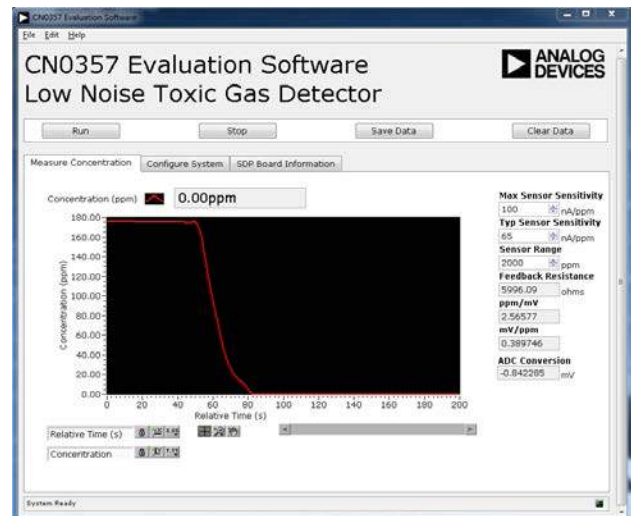 CN0357 Evaluation Software
File Edit Help
CN0357 Evaluation Software
Low Noise Toxic Gas Detector
ANALOG
DEVICES
Run Stop Save Data Clear Data
Measure Concentration Configure System SDP Board Information
Concentration (ppm) 0.00ppm
180.00
160.00
140.00
120.00
100.00
80.00
60.00
40.00
20.00
0.00
Concentration (ppm)
0 20 40 60 80 100 120 140 160 180 200
Relative Time (s)
Max Sensor Sensitivity
100 nA/ppm
Typ Sensor Sensitivity
65 nA/ppm
Sensor Range
2000 ppm
Feedback Resistance
5996.09 ohms
ppm/mV
2.56577
mV/ppm
0.389746
ADC Conversion
-0.842285 mV
Relative Time (s)
Concentration
System Ready